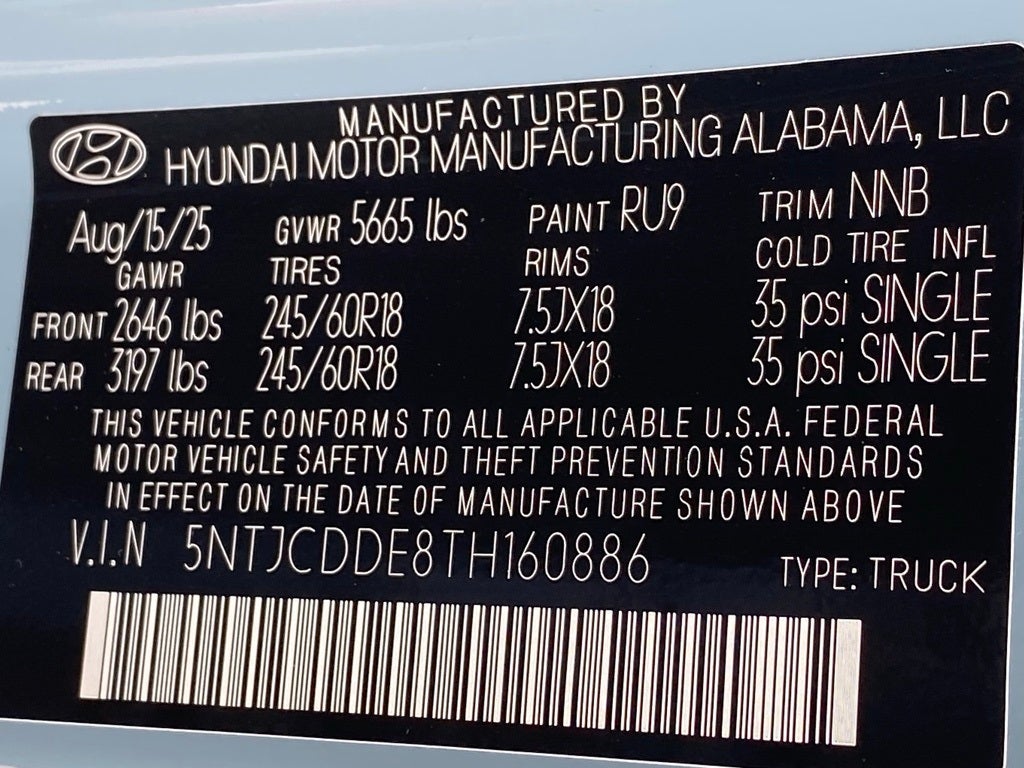 MANUFACTURED BY
HYUNDAI MOTOR MANUFACTURING ALABAMA, LLC
Aug/15/25 GVWR 5665 lbs PAINT RU9 TRIM NNB
GAWR TIRES RIMS COLD TIRE INFL
FRONT 2646 lbs 245/60R18 7.5JX18 35 psi SINGLE
REAR 3197 lbs 245/60R18 7.5JX18 35 psi SINGLE
THIS VEHICLE CONFORMS TO ALL APPLICABLE U.S.A. FEDERAL
MOTOR VEHICLE SAFETY AND THEFT PREVENTION STANDARDS
IN EFFECT ON THE DATE OF MANUFACTURE SHOWN ABOVE
V.I.N 5NTJCDDE8TH160886 TYPE: TRUCK